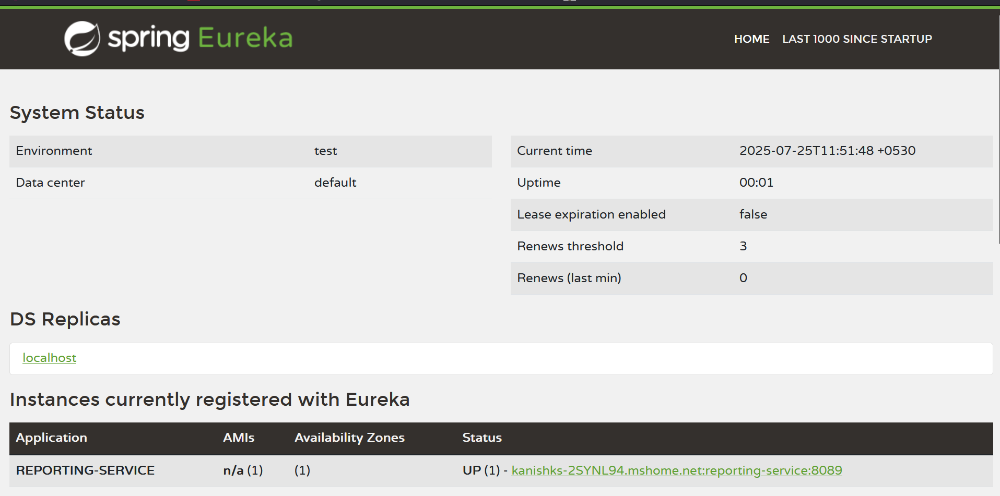 spring Eureka
HOME LAST 1000 SINCE STARTUP
System Status
Environment test
Data center default
Current time 2025-07-25T11:51:48 +0530
Uptime 00:01
Lease expiration enabled false
Renews threshold 3
Renews (last min) 0
DS Replicas
localhost
Instances currently registered with Eureka
Application AMIs Availability Zones Status
REPORTING-SERVICE n/a (1) (1) UP (1) - kanishks-2SYNL94.mshome.net:reporting-service:8089